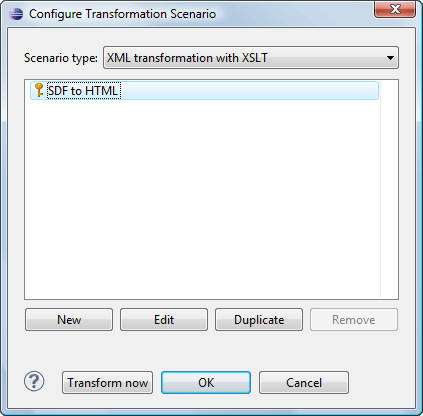 Configure Transformation Scenario
Scenario type: XML transformation with XSLT
SDF to HTML
New Edit Duplicate Remove
? Transform now OK Cancel